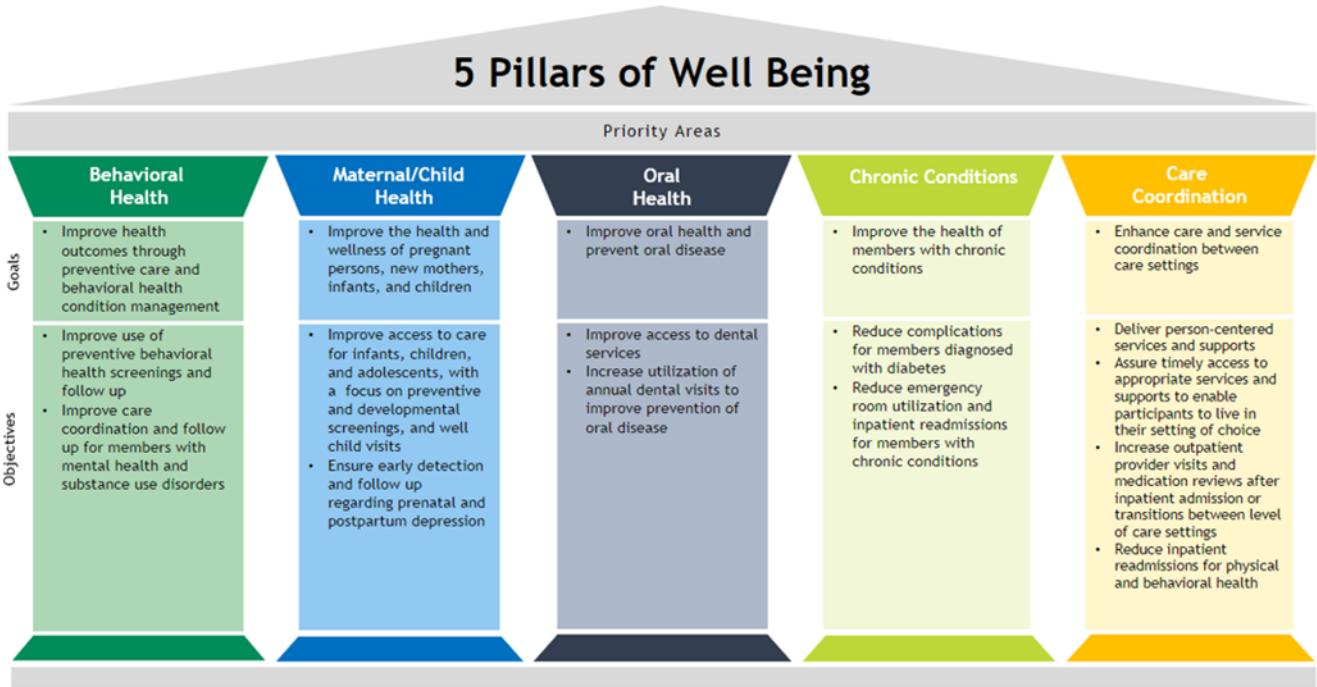 5 Pillars of Well Being
Priority Areas
Behavioral
Health
Maternal/Child
Health
Oral
Health
Chronic Conditions
Care
Coordination
Goals
• Improve health
outcomes through
preventive care and
behavioral health
condition management
• Improve the health and
wellness of pregnant
persons, new mothers,
infants, and children
• Improve oral health and
prevent oral disease
• Improve the health of
members with chronic
conditions
• Enhance care and service
coordination between
care settings
Objectives
• Improve use of
preventive behavioral
health screenings and
follow up
• Improve care
coordination and follow
up for members with
mental health and
substance use disorders
• Improve access to care
for infants, children,
and adolescents, with
a focus on preventive
and developmental
screenings, and well
child visits
• Ensure early detection
and follow up
regarding prenatal and
postpartum depression
• Improve access to dental
services
• Increase utilization of
annual dental visits to
improve prevention of
oral disease
• Reduce complications
for members diagnosed
with diabetes
• Reduce emergency
room utilization and
inpatient readmissions
for members with
chronic conditions
• Deliver person-centered
services and supports
• Assure timely access to
appropriate services and
supports to enable
participants to live in
their setting of choice
• Increase outpatient
provider visits and
medication reviews after
inpatient admission or
transitions between level
of care settings
• Reduce inpatient
readmissions for physical
and behavioral health